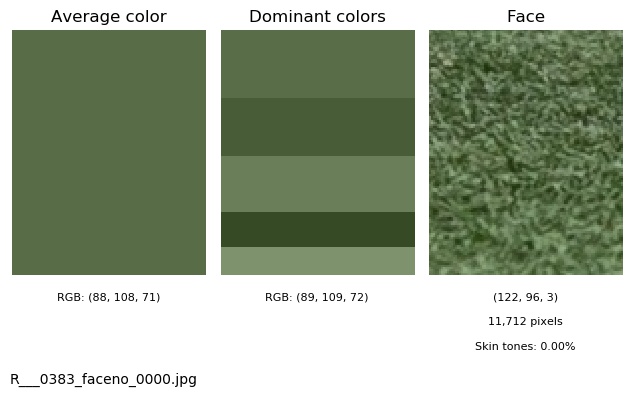 Average color
Dominant colors
Face
RGB: (88, 108, 71)
RGB: (89, 109, 72)
(122, 96, 3)
11,712 pixels
Skin tones: 0.00%
R___0383_faceno_0000.jpg